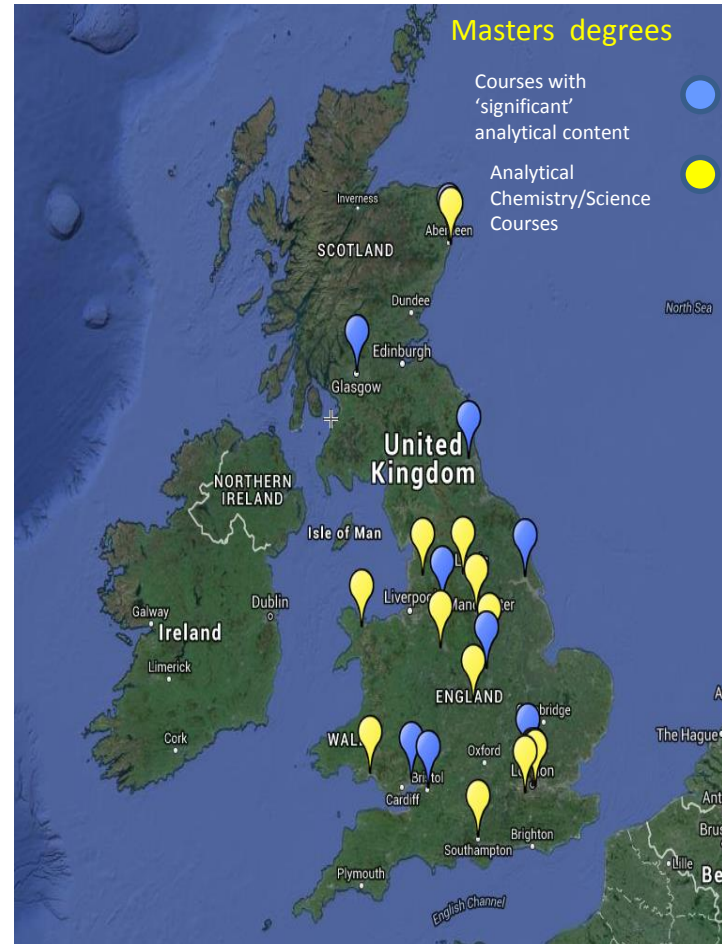 Masters degrees
Courses with
‘significant’
analytical content
Analytical
Chemistry/Science
Courses
Inverness
SCOTLAND
Dundee
North Sea
Edinburgh
Glasgow
United
Kingdom
NORTHERN
IRELAND
Isle of Man
Dublin
Galway
Ireland
Limerick
ENGLAND
The Hague
Cork
Oxford
Cardiff
Brighton
Southampton
Plymouth
Lille
English Channel